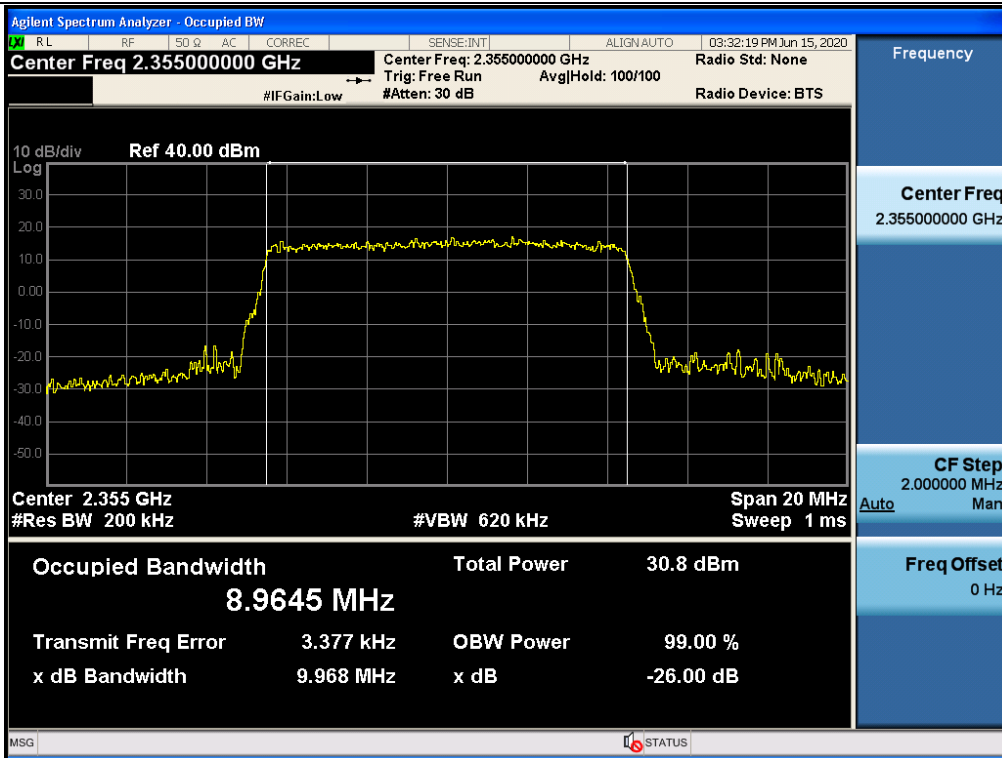 Agilent Spectrum Analyzer - Occupied BW
LXI RL RF 50 Ω AC CORREC SENSE:INT ALIGN AUTO 03:32:19 PM Jun 15, 2020
Center Freq 2.355000000 GHz
Center Freq: 2.355000000 GHz
Radio Std: None
Trig: Free Run Avg|Hold: 100/100
#IFGain:Low
#Atten: 30 dB
Radio Device: BTS
10 dB/div Ref 40.00 dBm
Log
30.0
20.0
10.0
0.00
-10.0
-20.0
-30.0
-40.0
-50.0
Center 2.355 GHz Span 20 MHz
#Res BW 200 kHz #VBW 620 kHz Sweep 1 ms
Occupied Bandwidth Total Power 30.8 dBm
8.9645 MHz
Transmit Freq Error 3.377 kHz OBW Power 99.00 %
x dB Bandwidth 9.968 MHz x dB -26.00 dB
MSG STATUS
Frequency
Center Freq
2.355000000 GHz
CF Step
2.000000 MHz
Auto Man
Freq Offset
0 Hz